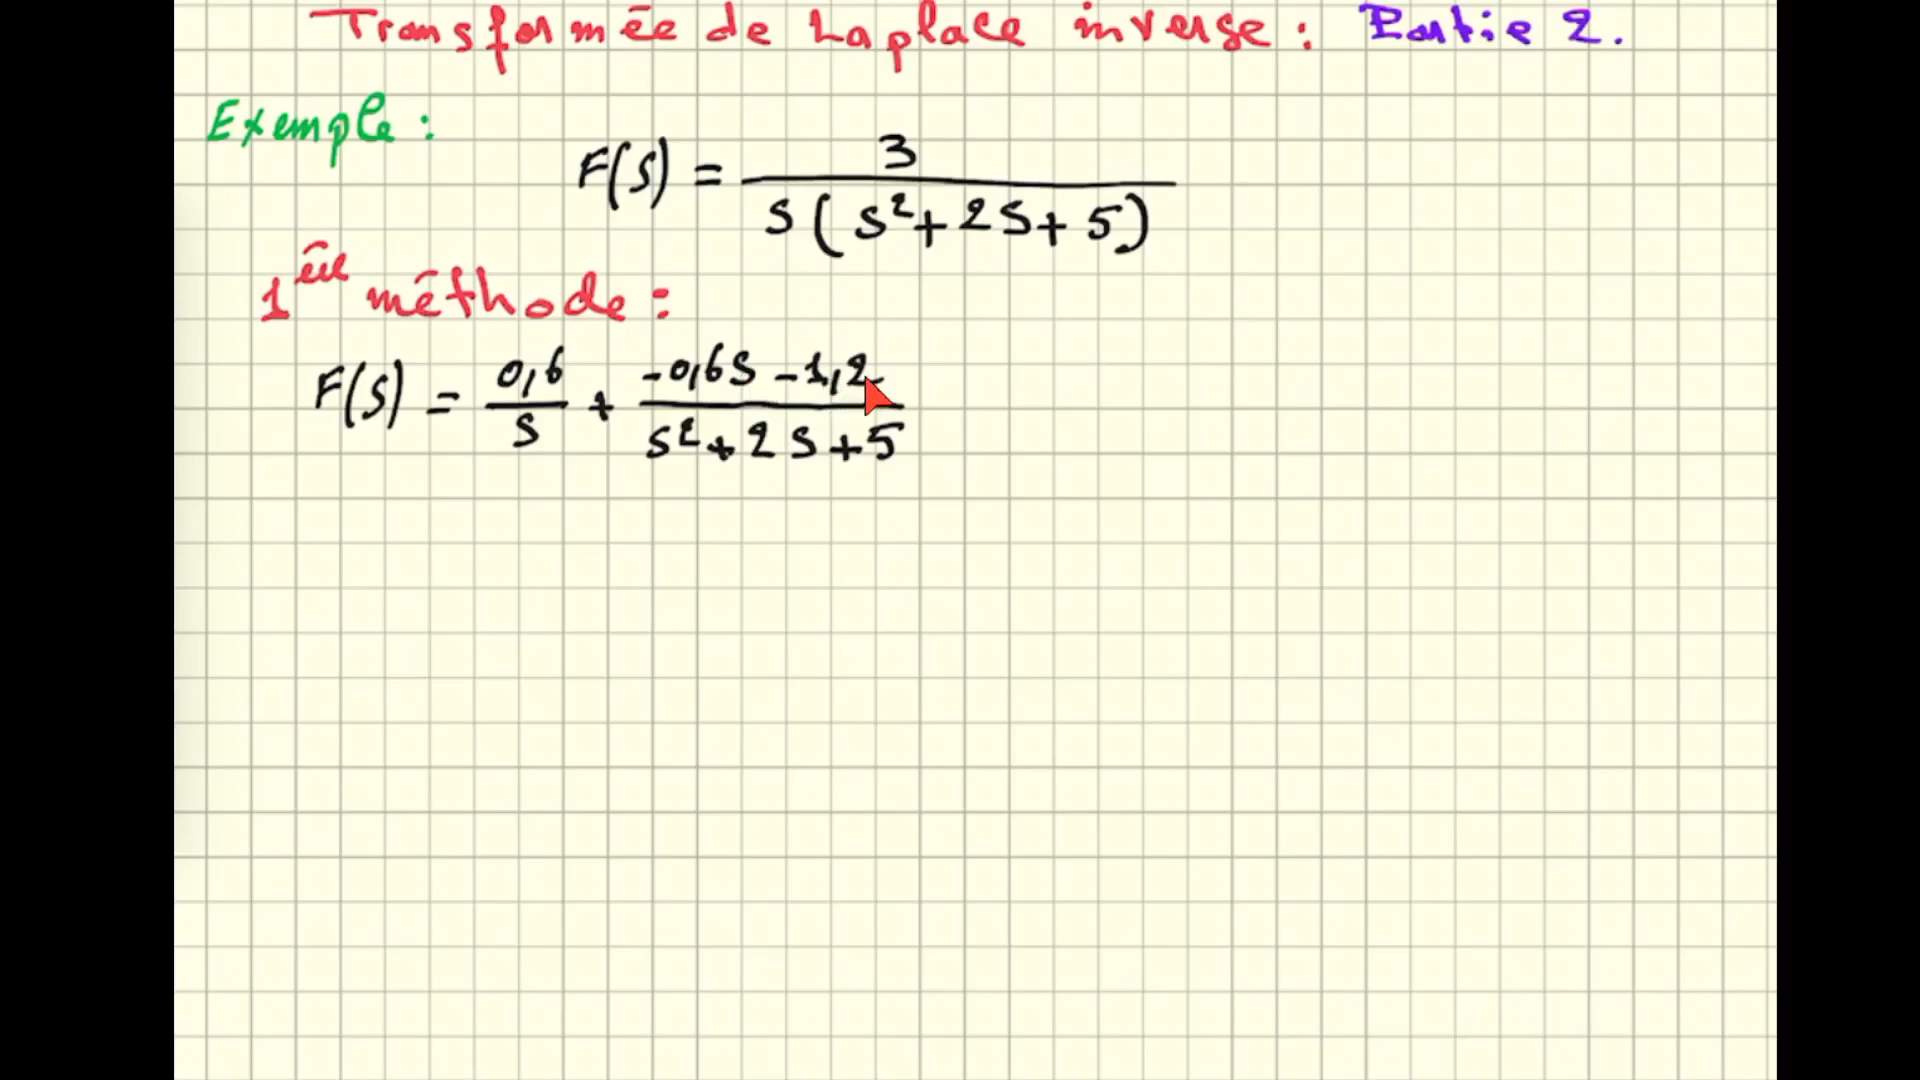 Transformée de Laplace inverse : Partie 2.
Exemple :
F(S) = 3 / S(S²+2S+5)
1ère méthode :
F(S) = 0,6/S + (-0,6S - 1,2)/(S²+2S+5)